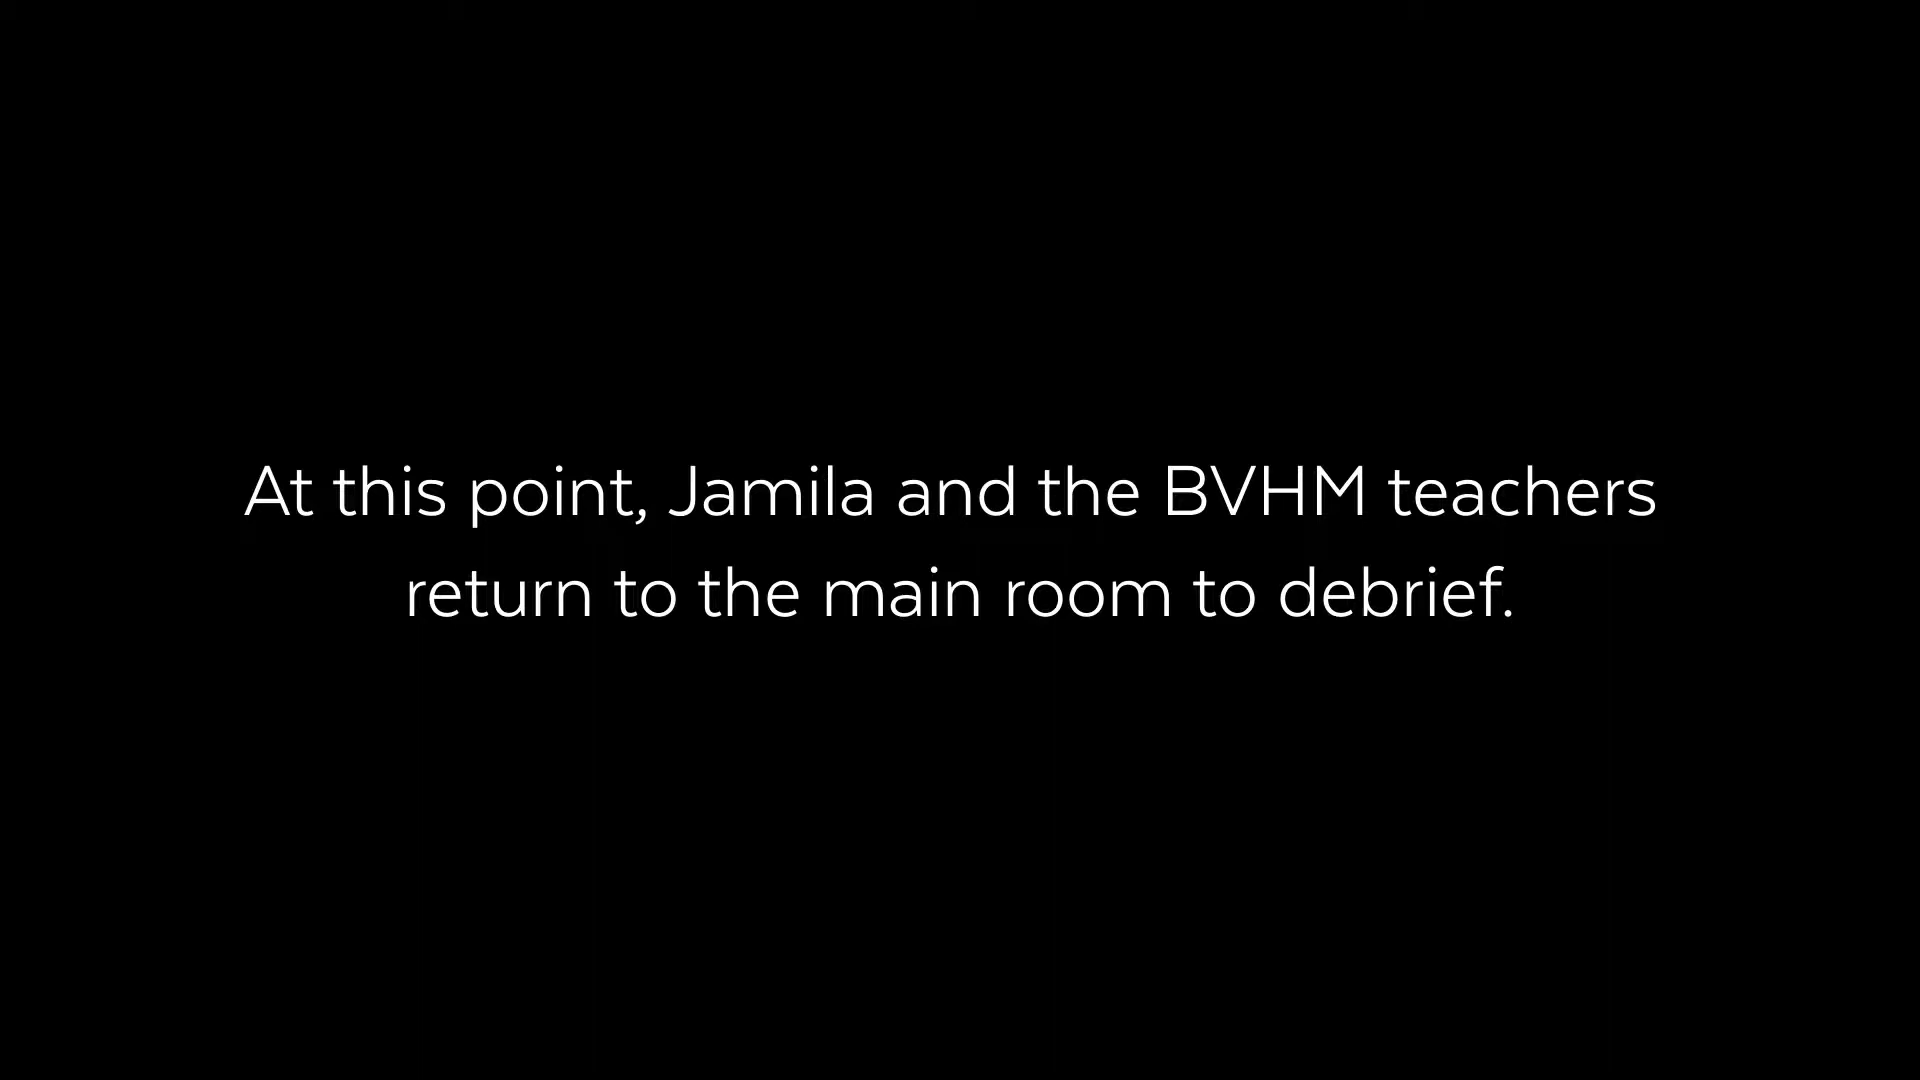 At this point, Jamila and the BVHM teachers
return to the main room to debrief.